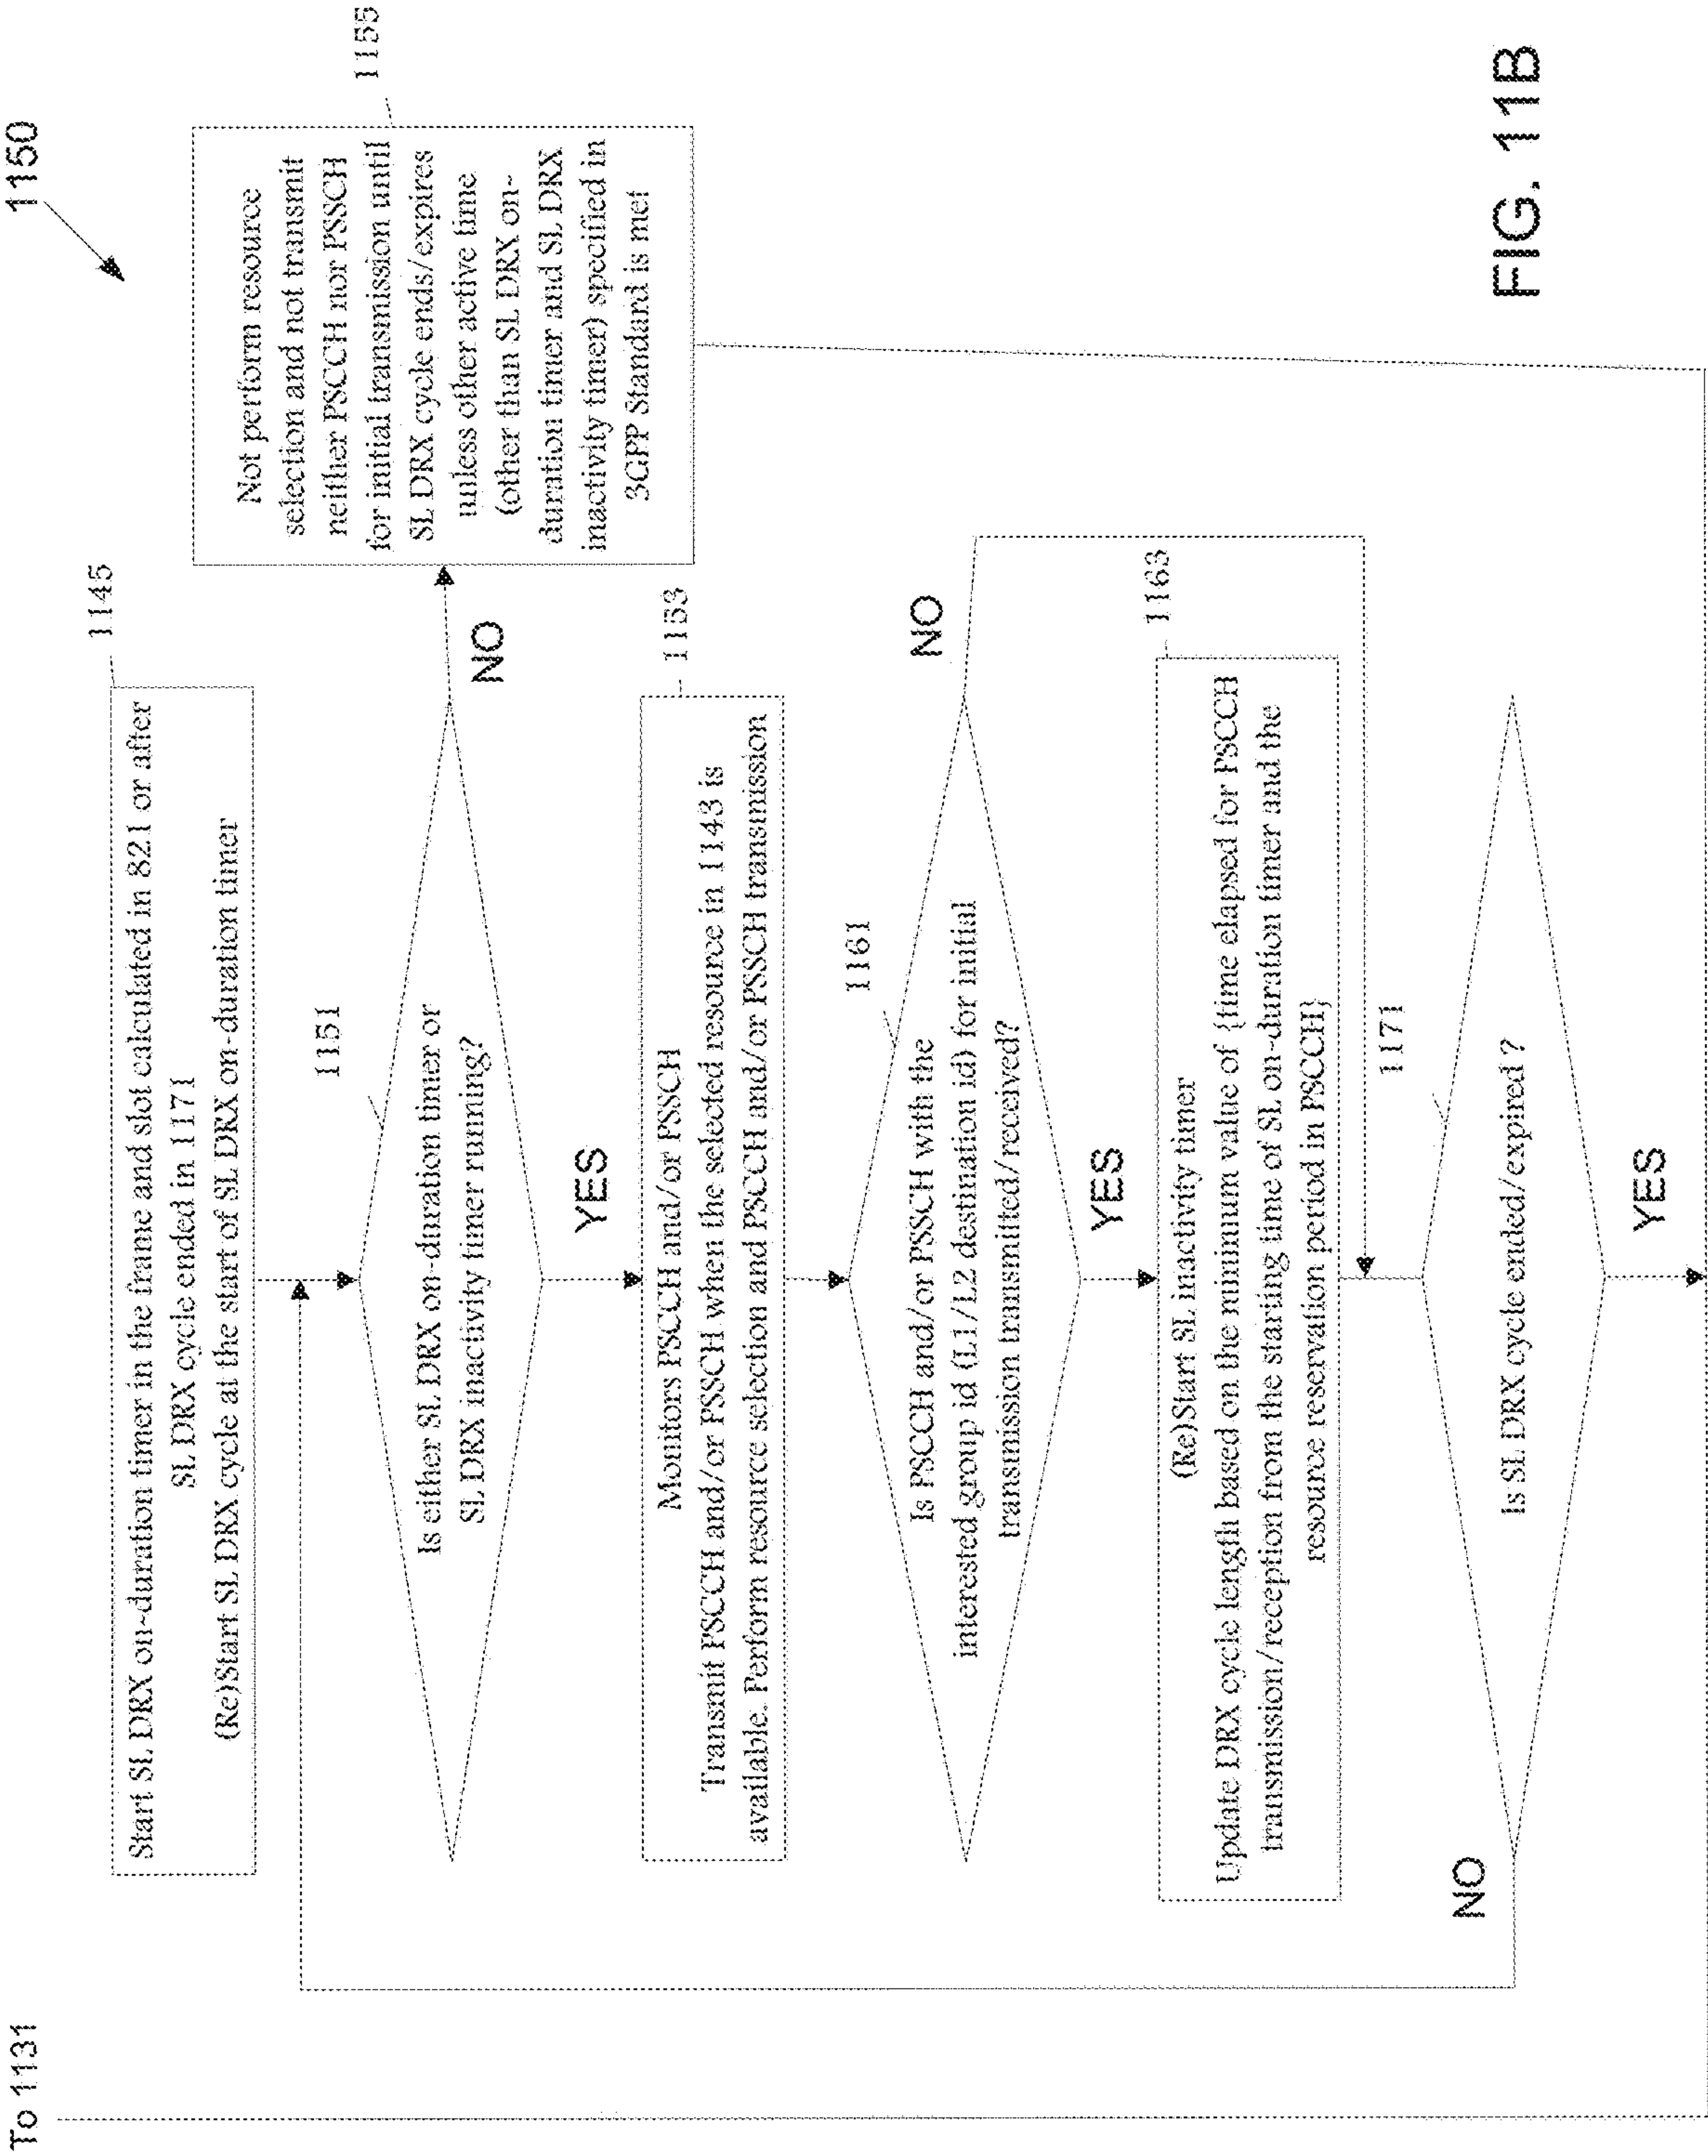 1150
To 1131
1145
Start SL DRX on-duration timer in the frame and slot calculated in 821 or after
SL DRX cycle ended in 1171
(Re)Start SL DRX cycle at the start of SL DRX on-duration timer
1151
Is either SL DRX on-duration timer or
SL DRX inactivity timer running?
NO
YES
1155
Not perform resource
selection and not transmit
neither PSCCH nor PSSCH
for initial transmission until
SL DRX cycle ends/expires
unless other active time
(other than SL DRX on-
duration timer and SL DRX
inactivity timer) specified in
3GPP Standard is met
1153
Monitors PSCCH and/or PSSCH
Transmit PSCCH and/or PSSCH when the selected resource in 1143 is
available. Perform resource selection and PSCCH and/or PSSCH transmission
1161
Is PSCCH and/or PSSCH with the
interested group id (L1/L2 destination id) for initial
transmission transmitted/received?
NO
YES
1163
(Re)Start SL inactivity timer
Update DRX cycle length based on the minimum value of {time elapsed for PSCCH
transmission/reception from the starting time of SL on-duration timer and the
resource reservation period in PSCCH}
1171
Is SL DRX cycle ended/expired ?
NO
YES
FIG. 11B